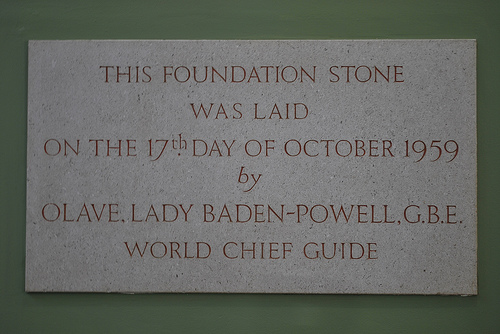 THIS FOUNDATION STONE
WAS LAID
ON THE 17th DAY OF OCTOBER 1959
by
OLAVE, LADY BADEN-POWELL, G.B.E.
WORLD CHIEF GUIDE